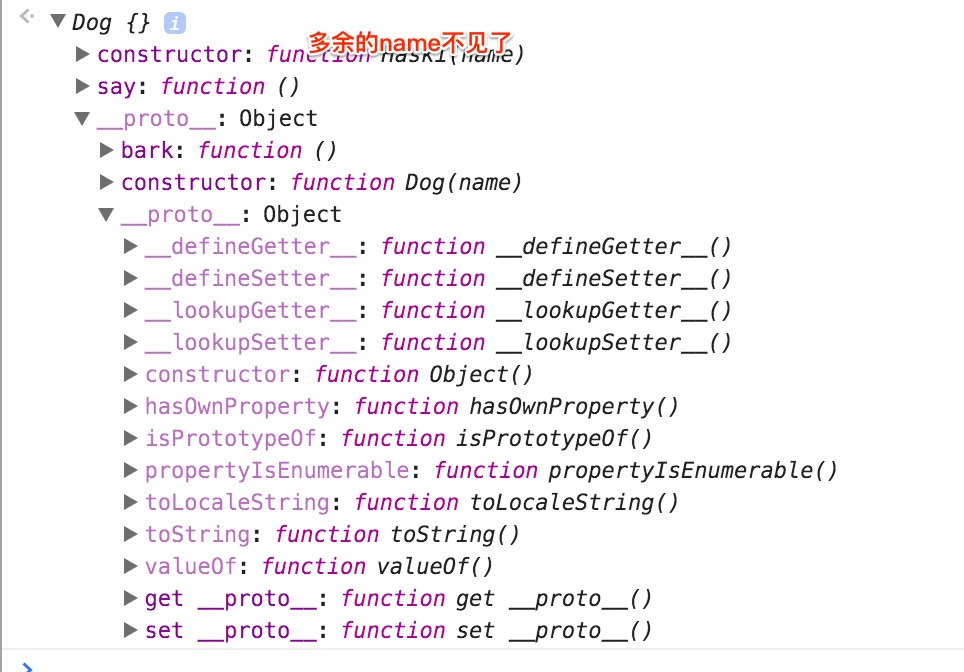 Dog {} i
多余的name不见了
constructor: function Haski(name)
say: function ()
__proto__: Object
bark: function ()
constructor: function Dog(name)
__proto__: Object
__defineGetter__: function __defineGetter__()
__defineSetter__: function __defineSetter__()
__lookupGetter__: function __lookupGetter__()
__lookupSetter__: function __lookupSetter__()
constructor: function Object()
hasOwnProperty: function hasOwnProperty()
isPrototypeOf: function isPrototypeOf()
propertyIsEnumerable: function propertyIsEnumerable()
toLocaleString: function toLocaleString()
toString: function toString()
valueOf: function valueOf()
get __proto__: function get __proto__()
set __proto__: function set __proto__()